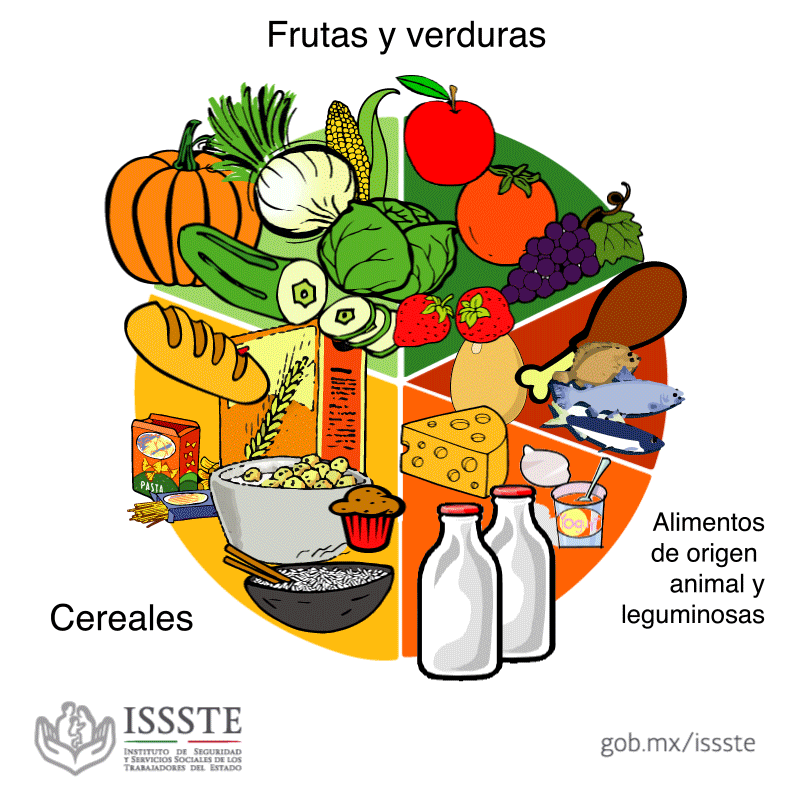 Frutas y verduras
PASTA
Yog
Cereales
Alimentos
de origen
animal y
leguminosas
ISSSTE
INSTITUTO DE SEGURIDAD
Y SERVICIOS SOCIALES DE LOS
TRABAJADORES DEL ESTADO
gob.mx/issste